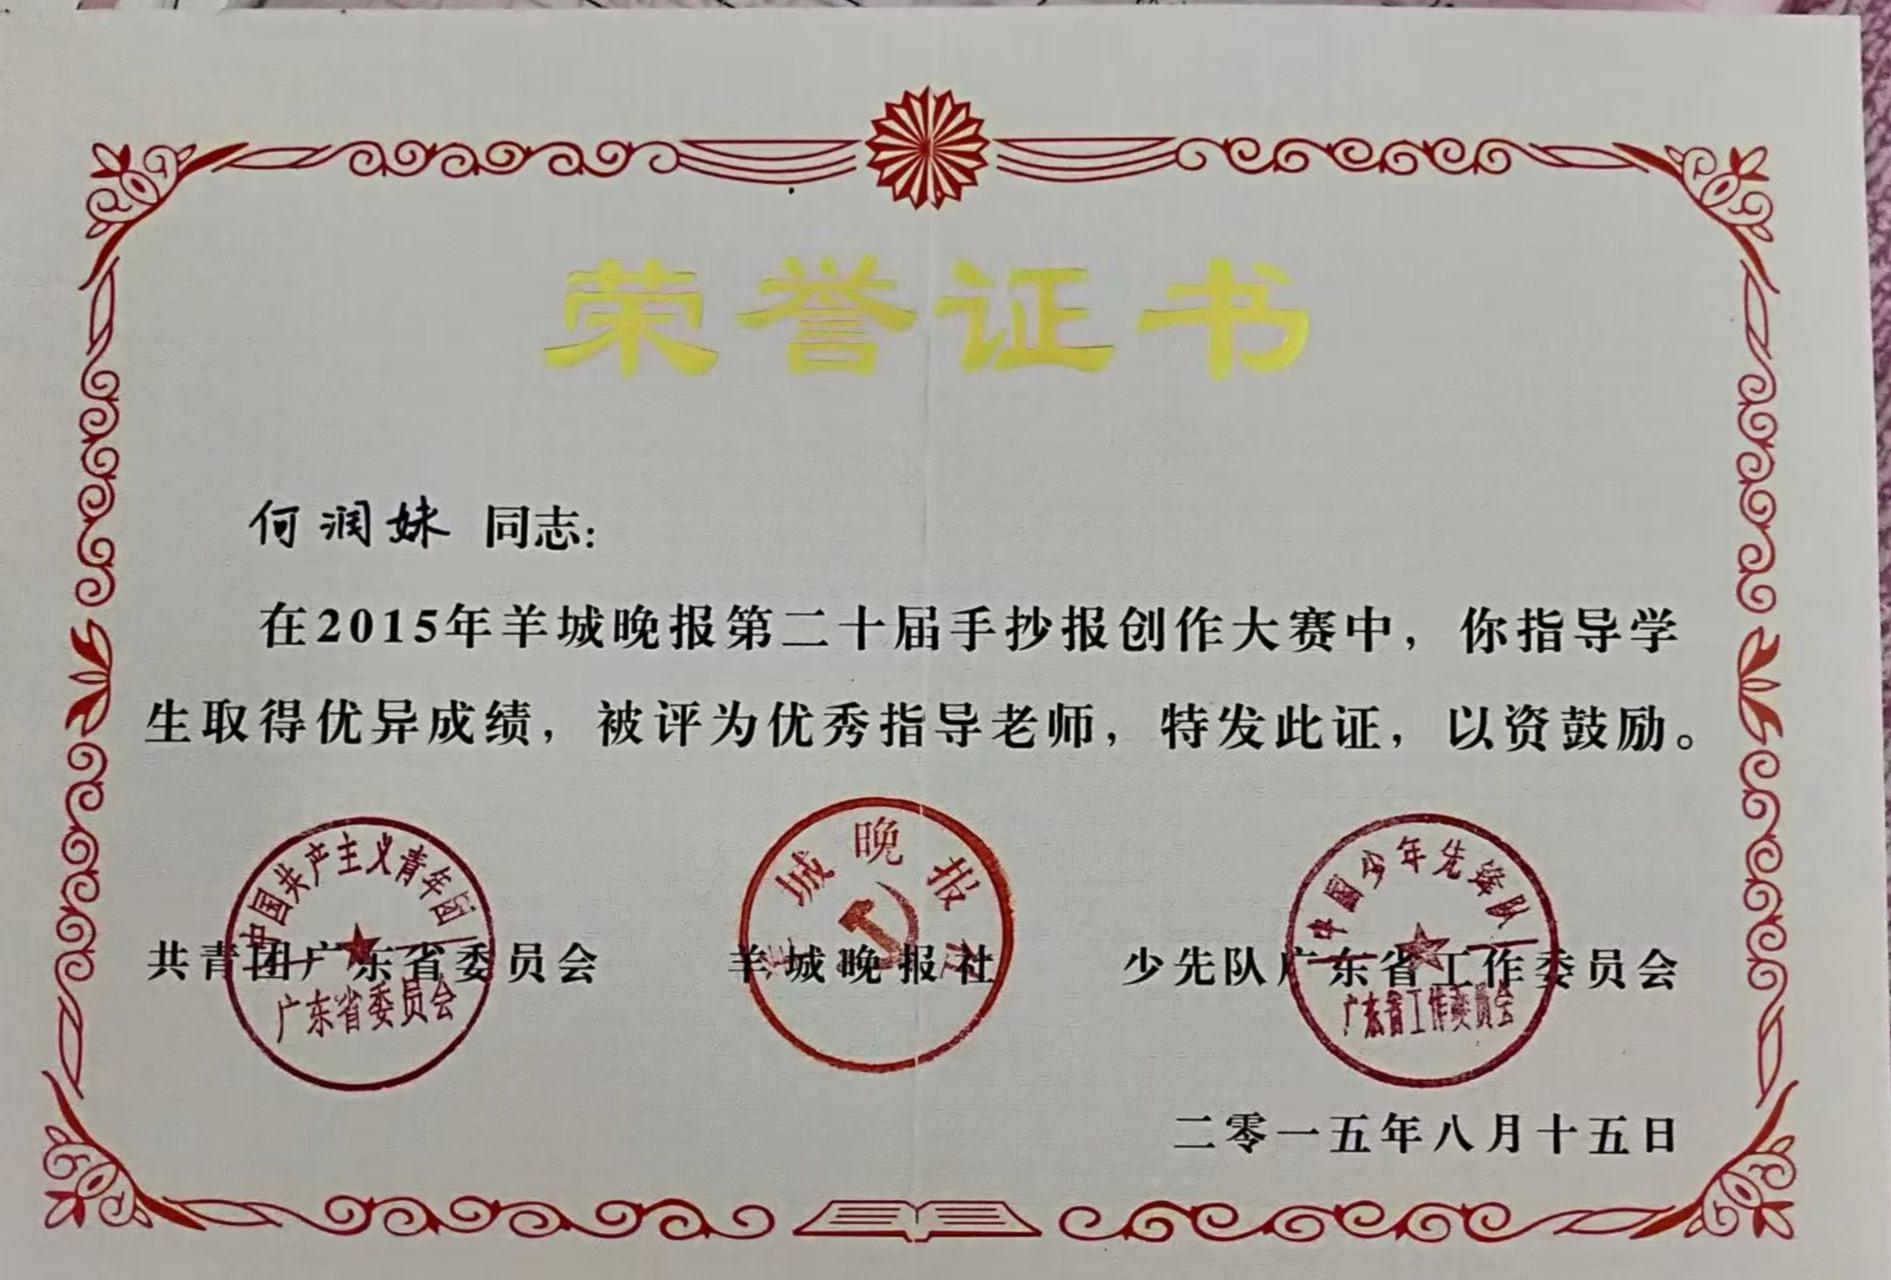 荣誉证书
何润妹 同志：
在2015年羊城晚报第二十届手抄报创作大赛中，你指导学
生取得优异成绩，被评为优秀指导老师，特发此证，以资鼓励。
中国共产主义青年团
广东省委员会
共青团广东省委员会
羊城晚报社
羊城晚报社
中国少年先锋队
广东省工作委员会
少先队广东省工作委员会
二零一五年八月十五日